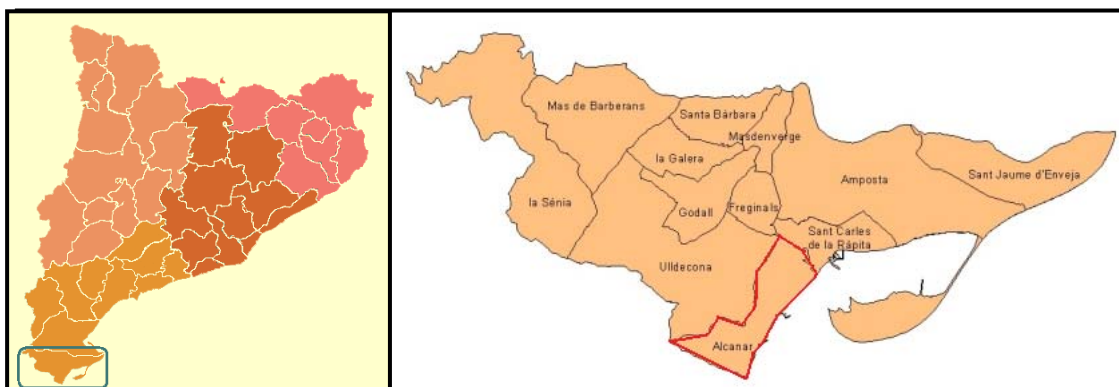 Mas de Barberans
Santa Bàrbara
Masdenverge
la Galera
Sant Jaume d'Enveja
Amposta
la Sénia
Godall
Freginals
Sant Carles
de la Ràpita
Ulldecona
Alcanar